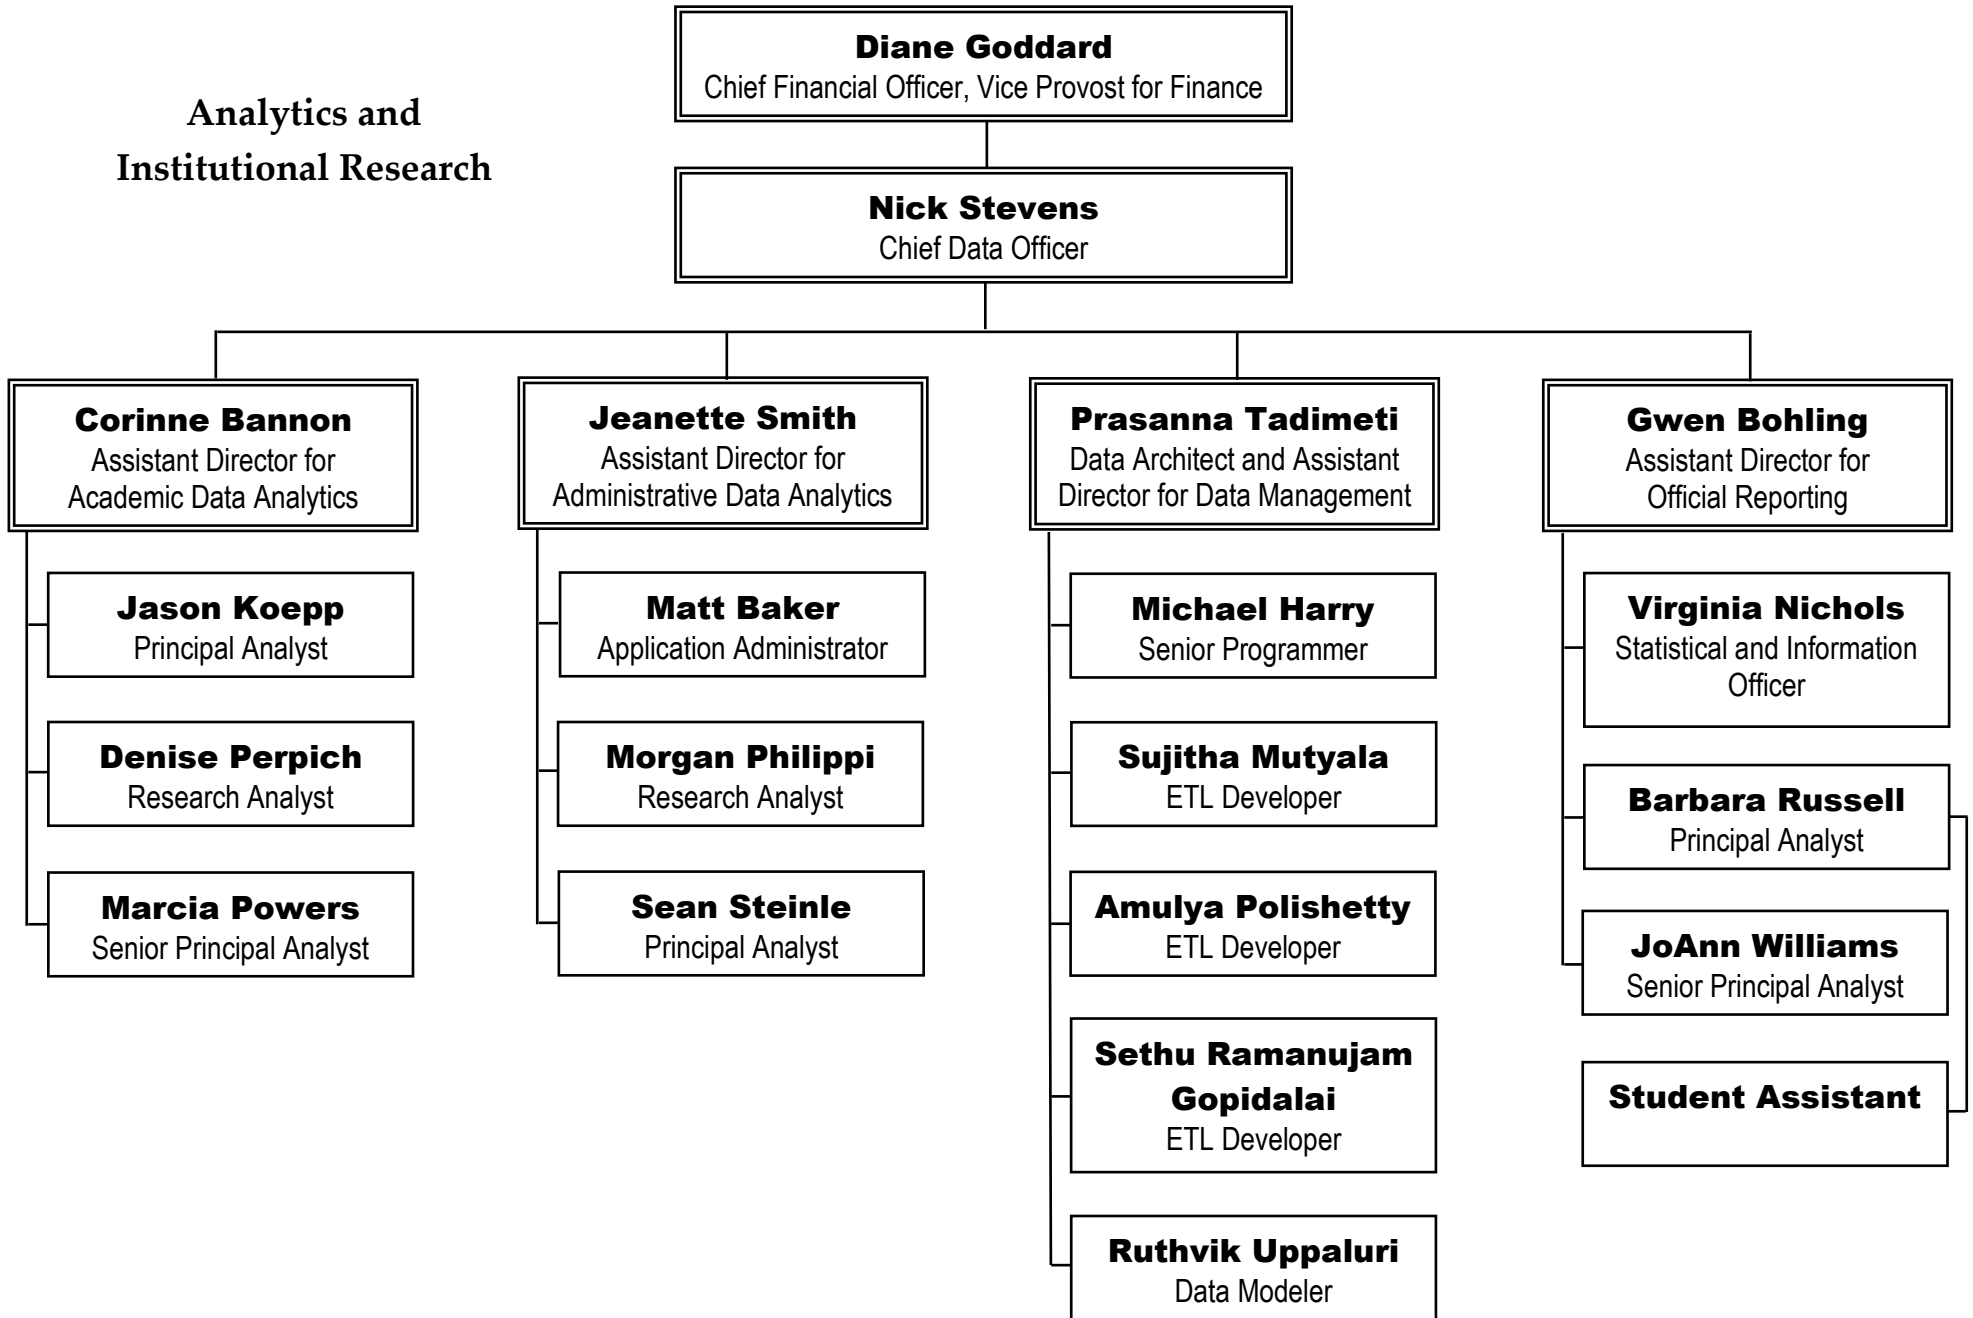 Analytics and
Institutional Research
Diane Goddard
Chief Financial Officer, Vice Provost for Finance
Nick Stevens
Chief Data Officer
Corinne Bannon
Assistant Director for
Academic Data Analytics
Jason Koepp
Principal Analyst
Denise Perpich
Research Analyst
Marcia Powers
Senior Principal Analyst
Jeanette Smith
Assistant Director for
Administrative Data Analytics
Matt Baker
Application Administrator
Morgan Philippi
Research Analyst
Sean Steinle
Principal Analyst
Prasanna Tadimeti
Data Architect and Assistant
Director for Data Management
Michael Harry
Senior Programmer
Sujitha Mutyala
ETL Developer
Amulya Polishetty
ETL Developer
Sethu Ramanujam
Gopidalai
ETL Developer
Ruthvik Uppaluri
Data Modeler
Gwen Bohling
Assistant Director for
Official Reporting
Virginia Nichols
Statistical and Information
Officer
Barbara Russell
Principal Analyst
JoAnn Williams
Senior Principal Analyst
Student Assistant